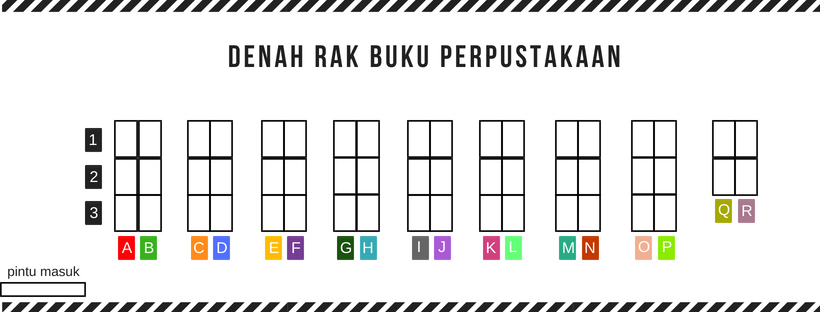 DENAH RAK BUKU PERPUSTAKAAN
1
2
3
A B C D E F G H I J K L M N O P
Q R
pintu masuk